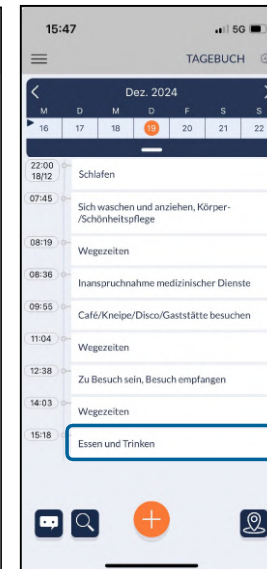 15:47
5G
TAGEBUCH
Dez. 2024
M D M D F S S
16 17 18 19 20 21 22
22:00
18/12
Schlafen
07:45
Sich waschen und anziehen, Körper-
/Schönheitspflege
08:19
Wegezeiten
08:36
Inanspruchnahme medizinischer Dienste
09:55
Café/Kneipe/Disco/Gaststätte besuchen
11:04
Wegezeiten
12:38
Zu Besuch sein, Besuch empfangen
14:03
Wegezeiten
15:18
Essen und Trinken